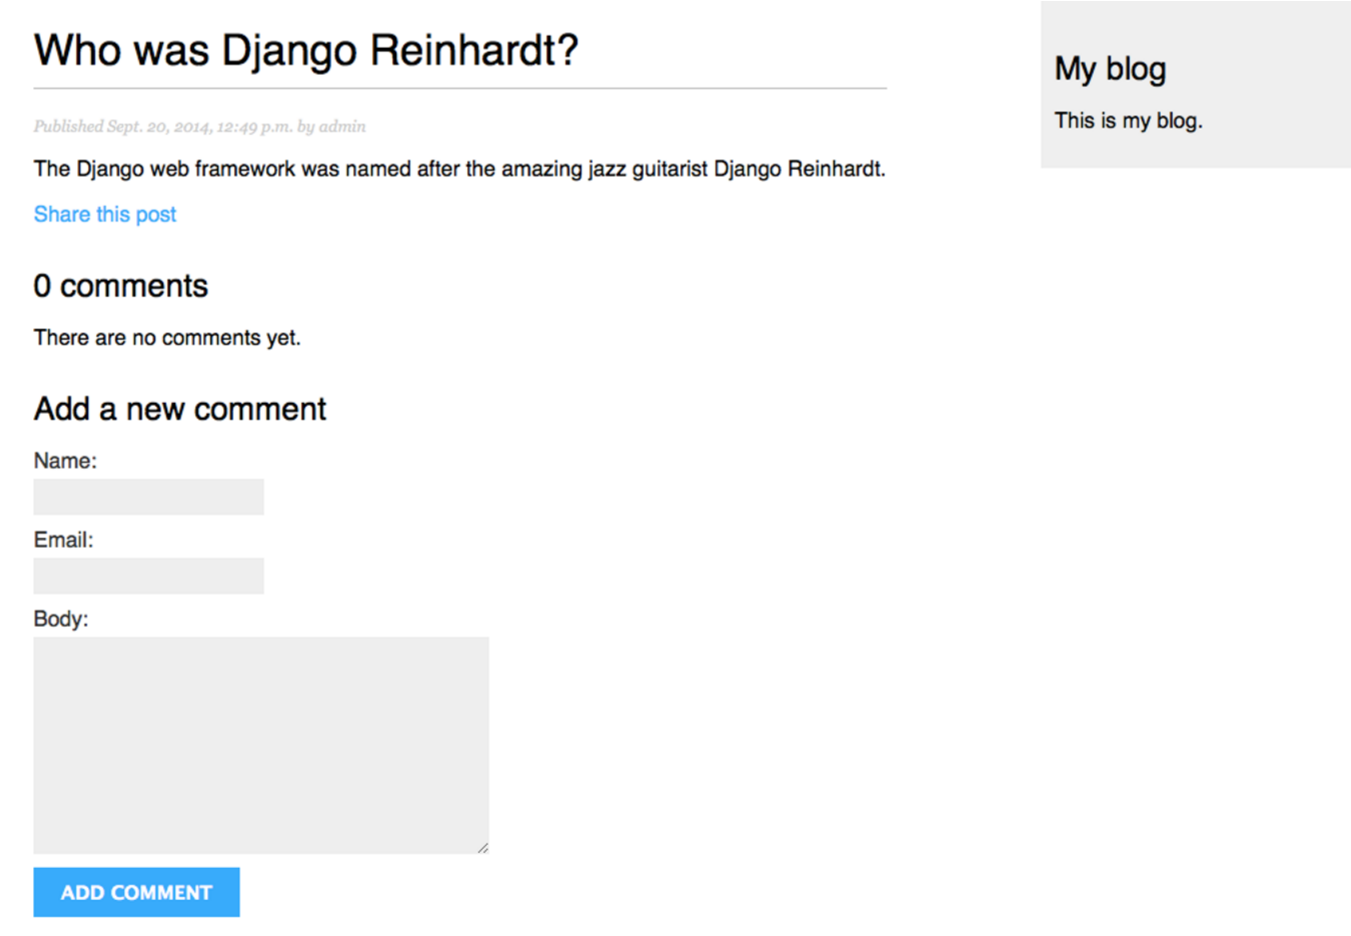 Who was Django Reinhardt?
Published Sept. 20, 2014, 12:49 p.m. by admin
The Django web framework was named after the amazing jazz guitarist Django Reinhardt.
Share this post
0 comments
There are no comments yet.
Add a new comment
Name:
Email:
Body:
ADD COMMENT
My blog
This is my blog.